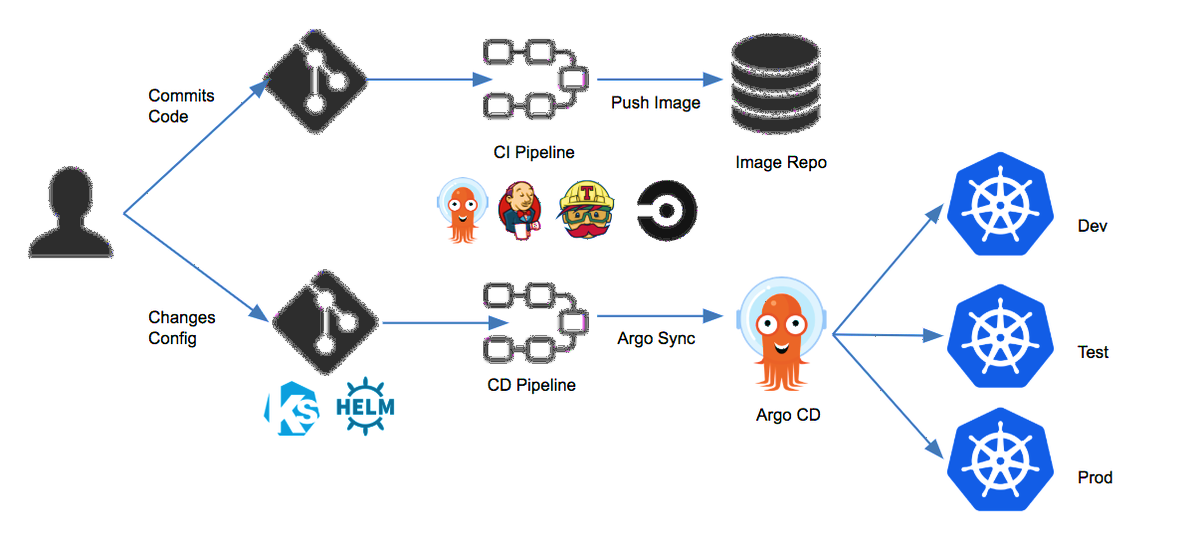 Commits
Code
CI Pipeline
Push Image
Image Repo
T
Dev
Changes
Config
KS
HELM
CD Pipeline
Argo Sync
Argo CD
Test
Prod